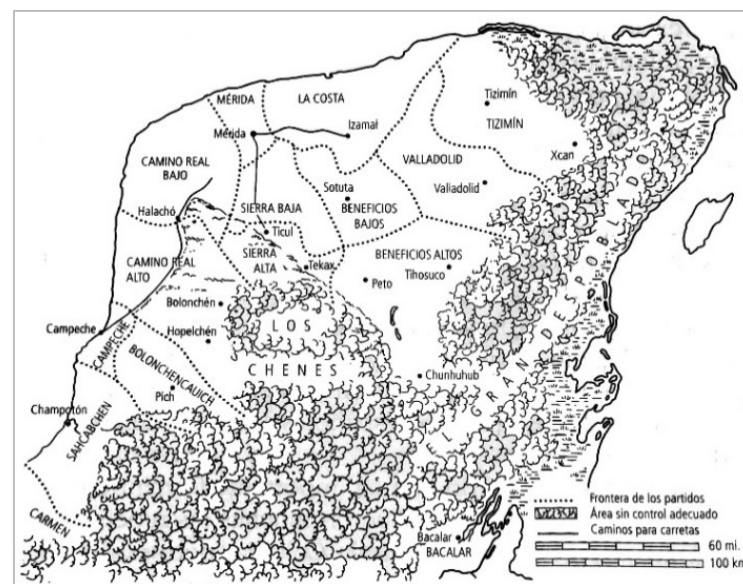 MÉRIDA
LA COSTA
Tizimín
TIZIMÍN
Mérida
Izamal
CAMINO REAL
BAJO
VALLADOLID
Xcan
Sotuta
Valladolid
Halachó
SIERRA BAJA
BENEFICIOS
BAJOS
Ticul
CAMINO REAL
ALTO
SIERRA
ALTA
Tekax
BENEFICIOS ALTOS
Tihosuco
Peto
Bolonchén
LOS
Campeche
CAMPECHE
Hopelchén
BOLONCHENCAUICH
CHENES
Chunhuhub
EL GRAN DESPOBLADO
Pich
Champotón
SAHCABCHEN
CARMEN
Bacalar
BACALAR
Frontera de los partidos
Área sin control adecuado
Caminos para carretas
60 mi.
100 km